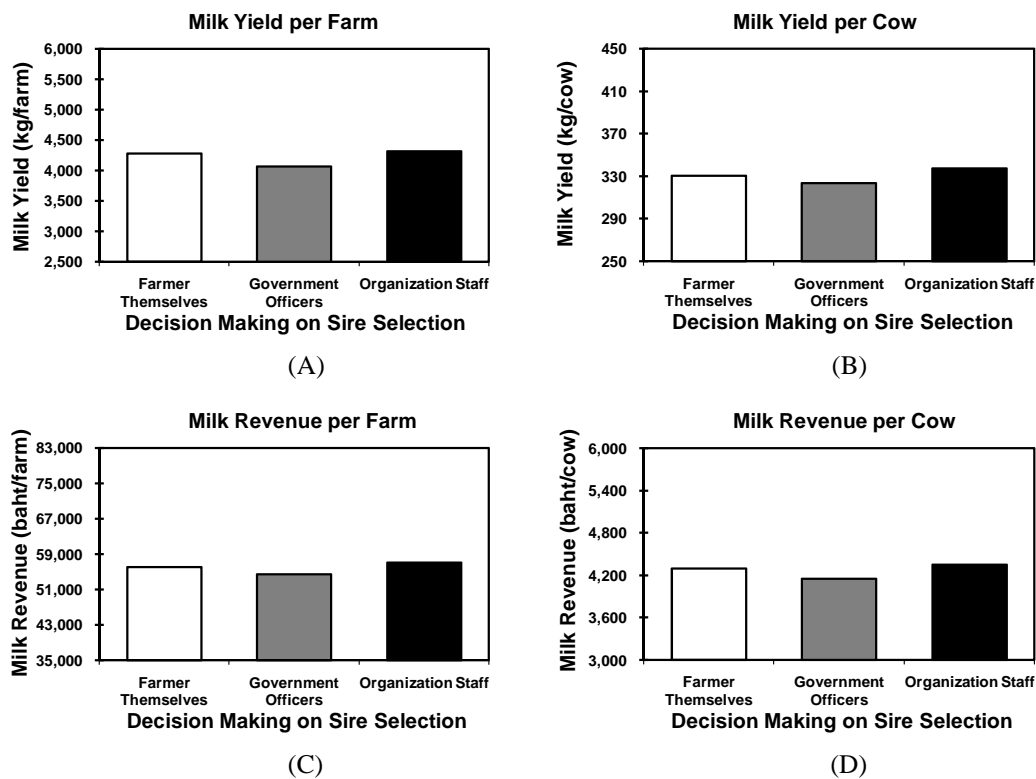 Milk Yield per Farm
Milk Yield (kg/farm)
6,000
5,500
5,000
4,500
4,000
3,500
3,000
2,500
Farmer Themselves
Government Officers
Organization Staff
Decision Making on Sire Selection
(A)
Milk Yield per Cow
Milk Yield (kg/cow)
450
410
370
330
290
250
Farmer Themselves
Government Officers
Organization Staff
Decision Making on Sire Selection
(B)
Milk Revenue per Farm
Milk Revenue (baht/farm)
83,000
75,000
67,000
59,000
51,000
43,000
35,000
Farmer Themselves
Government Officers
Organization Staff
Decision Making on Sire Selection
(C)
Milk Revenue per Cow
Milk Revenue (baht/cow)
6,000
5,400
4,800
4,200
3,600
3,000
Farmer Themselves
Government Officers
Organization Staff
Decision Making on Sire Selection
(D)